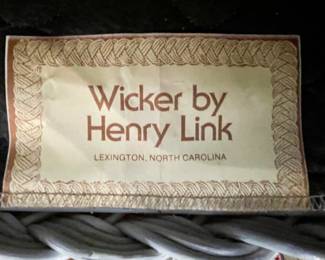 Wicker by
Henry Link
LEXINGTON, NORTH CAROLINA